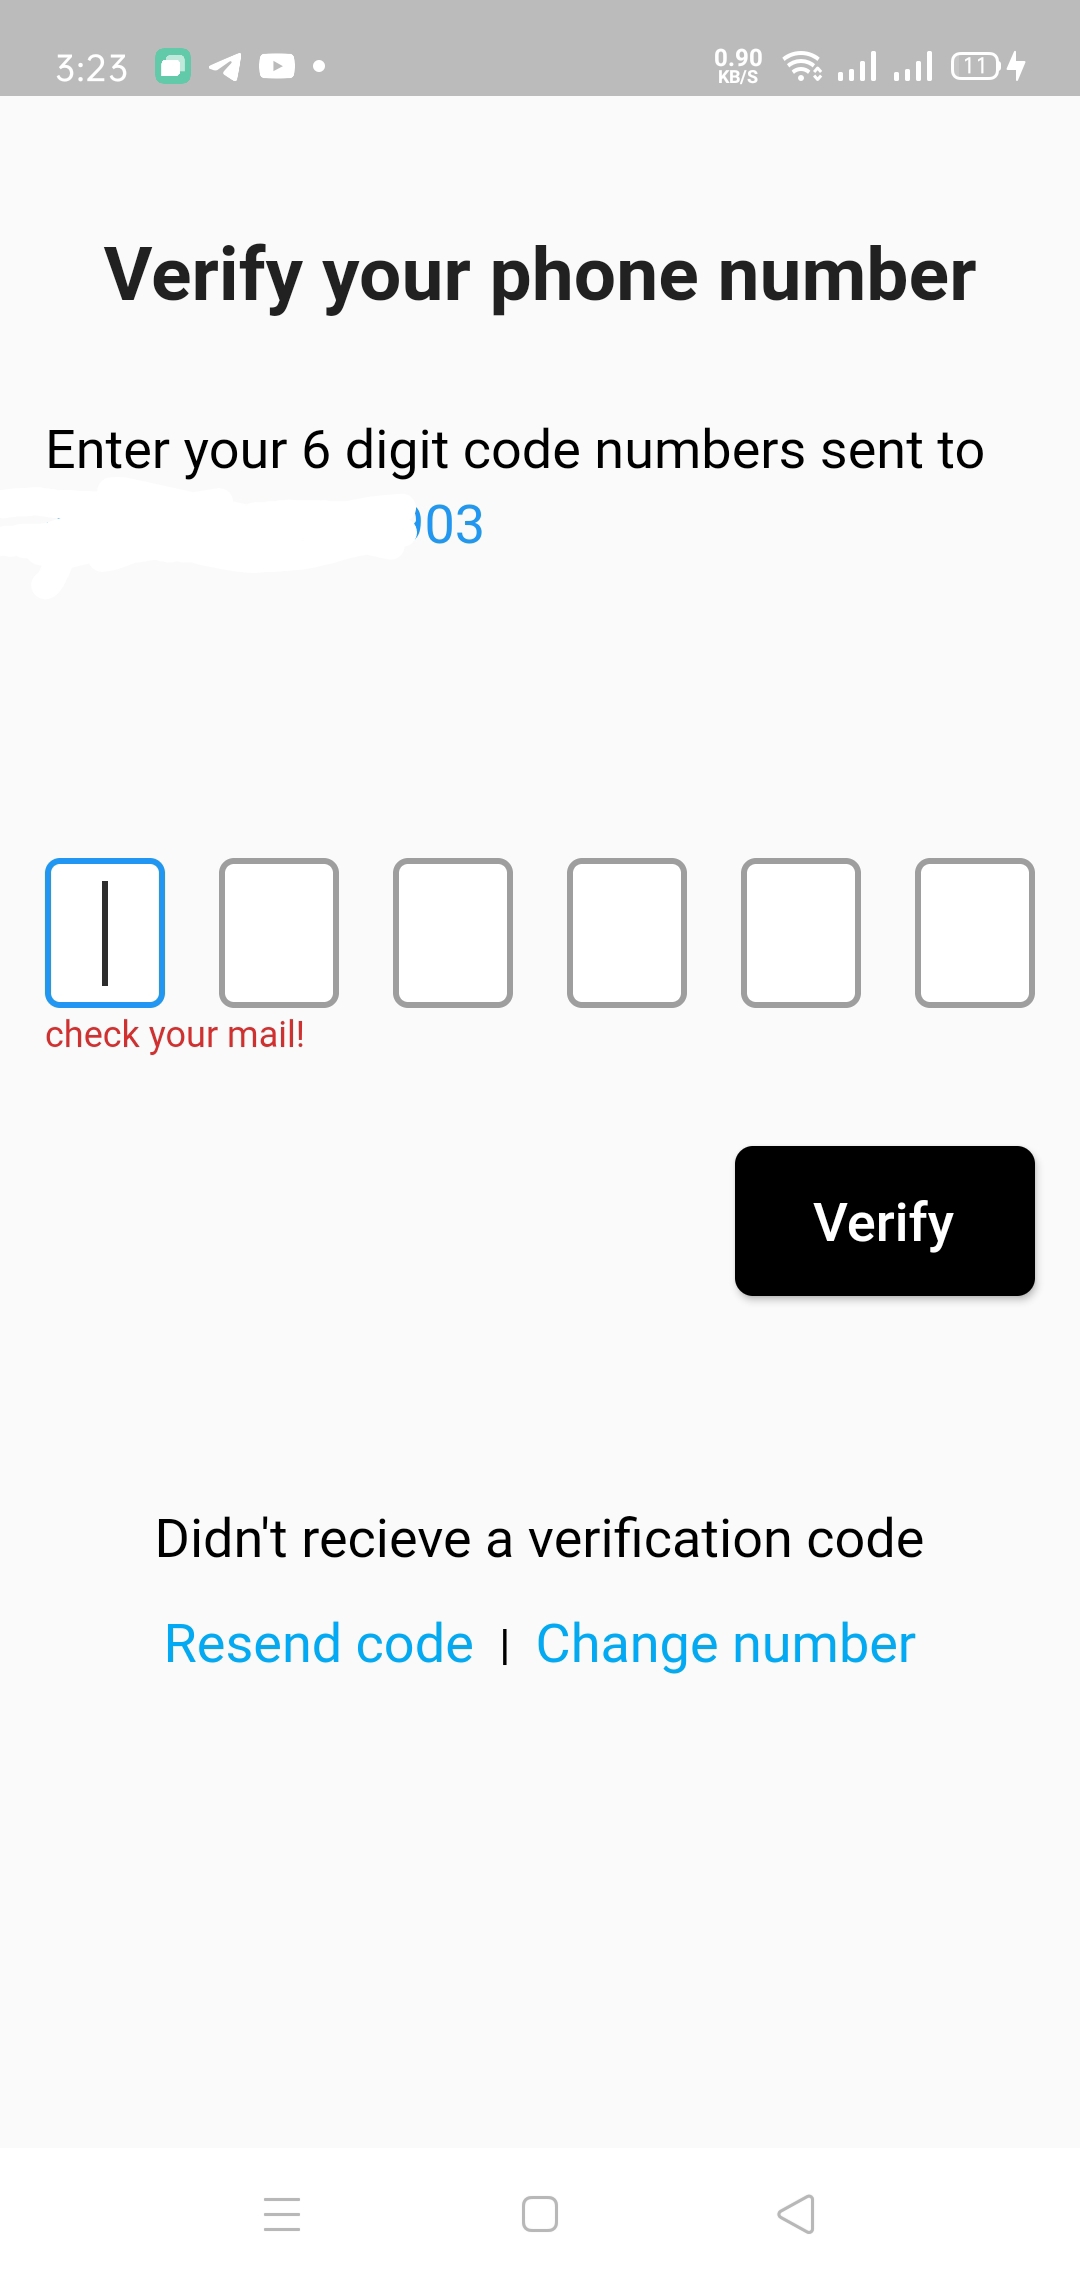 3:23
0.90
KB/S
11
Verify your phone number
Enter your 6 digit code numbers sent to
03
check your mail!
Verify
Didn't recieve a verification code
Resend code | Change number